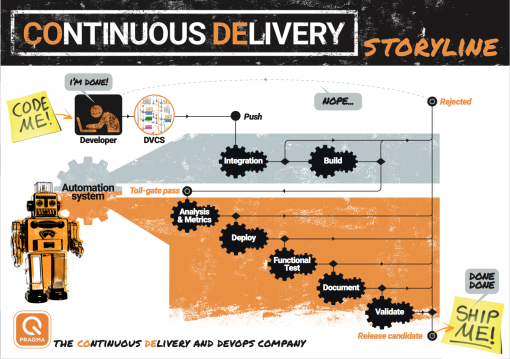 CONTINUOUS DELIVERY
STORYLINE
I'M DONE!
CODE
ME!
NOPE...
Rejected
Push
Developer
DVCS
Integration
Build
Automation
system
Toll-gate pass
Analysis
& Metrics
Deploy
Functional
Test
Document
DONE
DONE
Validate
SHIP
ME!
Release candidate
PRAQMA
THE CONTINUOUS DELIVERY AND DEVOPS COMPANY